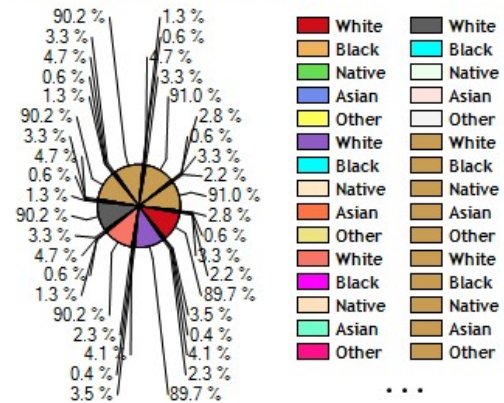 90.2 %
3.3 %
4.7 %
0.6 %
1.3 %
90.2 %
3.3 %
4.7 %
0.6 %
1.3 %
90.2 %
3.3 %
4.7 %
0.6 %
1.3 %
90.2 %
2.3 %
4.1 %
0.4 %
3.5 %
1.3 %
0.6 %
4.7 %
3.3 %
91.0 %
2.8 %
0.6 %
3.3 %
2.2 %
91.0 %
2.8 %
0.6 %
3.3 %
2.2 %
89.7 %
3.5 %
0.4 %
4.1 %
2.3 %
89.7 %
White
Black
Native
Asian
Other
White
Black
Native
Asian
Other
White
Black
Native
Asian
Other
White
Black
Native
Asian
Other
White
Black
Native
Asian
Other
White
Black
Native
Asian
Other
...